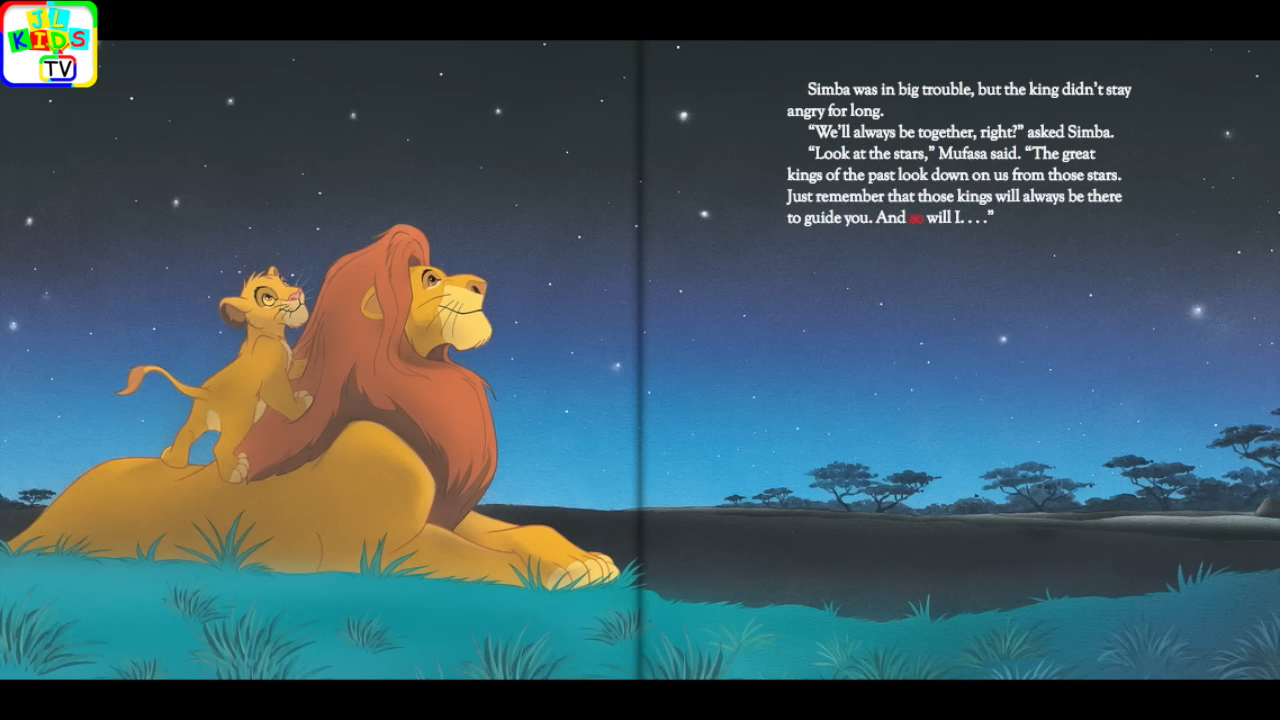 JL
KIDS
TV
Simba was in big trouble, but the king didn't stay
angry for long.
"We'll always be together, right?" asked Simba.
"Look at the stars," Mufasa said. "The great
kings of the past look down on us from those stars.
Just remember that those kings will always be there
to guide you. And so will I. . . ."